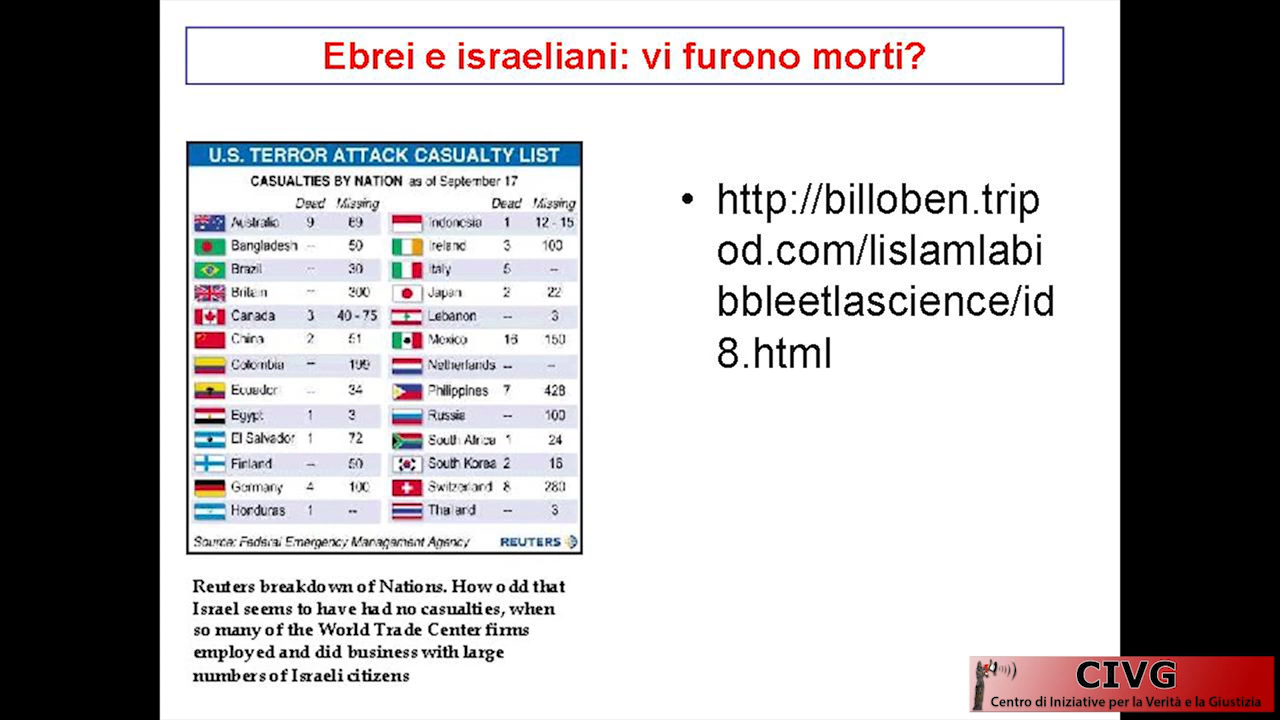 Ebrei e israeliani: vi furono morti?
U.S. TERROR ATTACK CASUALTY LIST
CASUALTIES BY NATION as of September 17
Dead Missing Dead Missing
Australia 9 69 Indonesia 1 12 - 15
Bangladesh -- 50 Ireland 3 100
Brazil -- 30 Italy 5 --
Britain -- 300 Japan 2 22
Canada 3 40 - 75 Lebanon -- 3
China 2 51 Mexico 16 150
Colombia -- 199 Netherlands -- --
Ecuador -- 34 Philippines 7 428
Egypt 1 3 Russia -- 100
El Salvador 1 72 South Africa 1 24
Finland -- 50 South Korea 2 16
Germany 4 100 Switzerland 8 280
Honduras 1 -- Thailand -- 3
Source: Federal Emergency Management Agency REUTERS
Reuters breakdown of Nations. How odd that
Israel seems to have had no casualties, when
so many of the World Trade Center firms
employed and did business with large
numbers of Israeli citizens
• http://billoben.trip
od.com/lislamlabi
bbleetlascience/id
8.html
CIVG
Centro di Iniziative per la Verità e la Giustizia